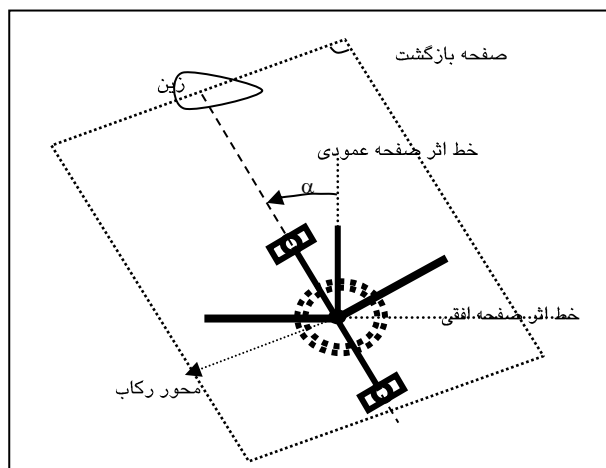 صفحه بازگشت
زین
خط اثر صفحه عمودی
α
خط اثر صفحه افقی
محور رکاب